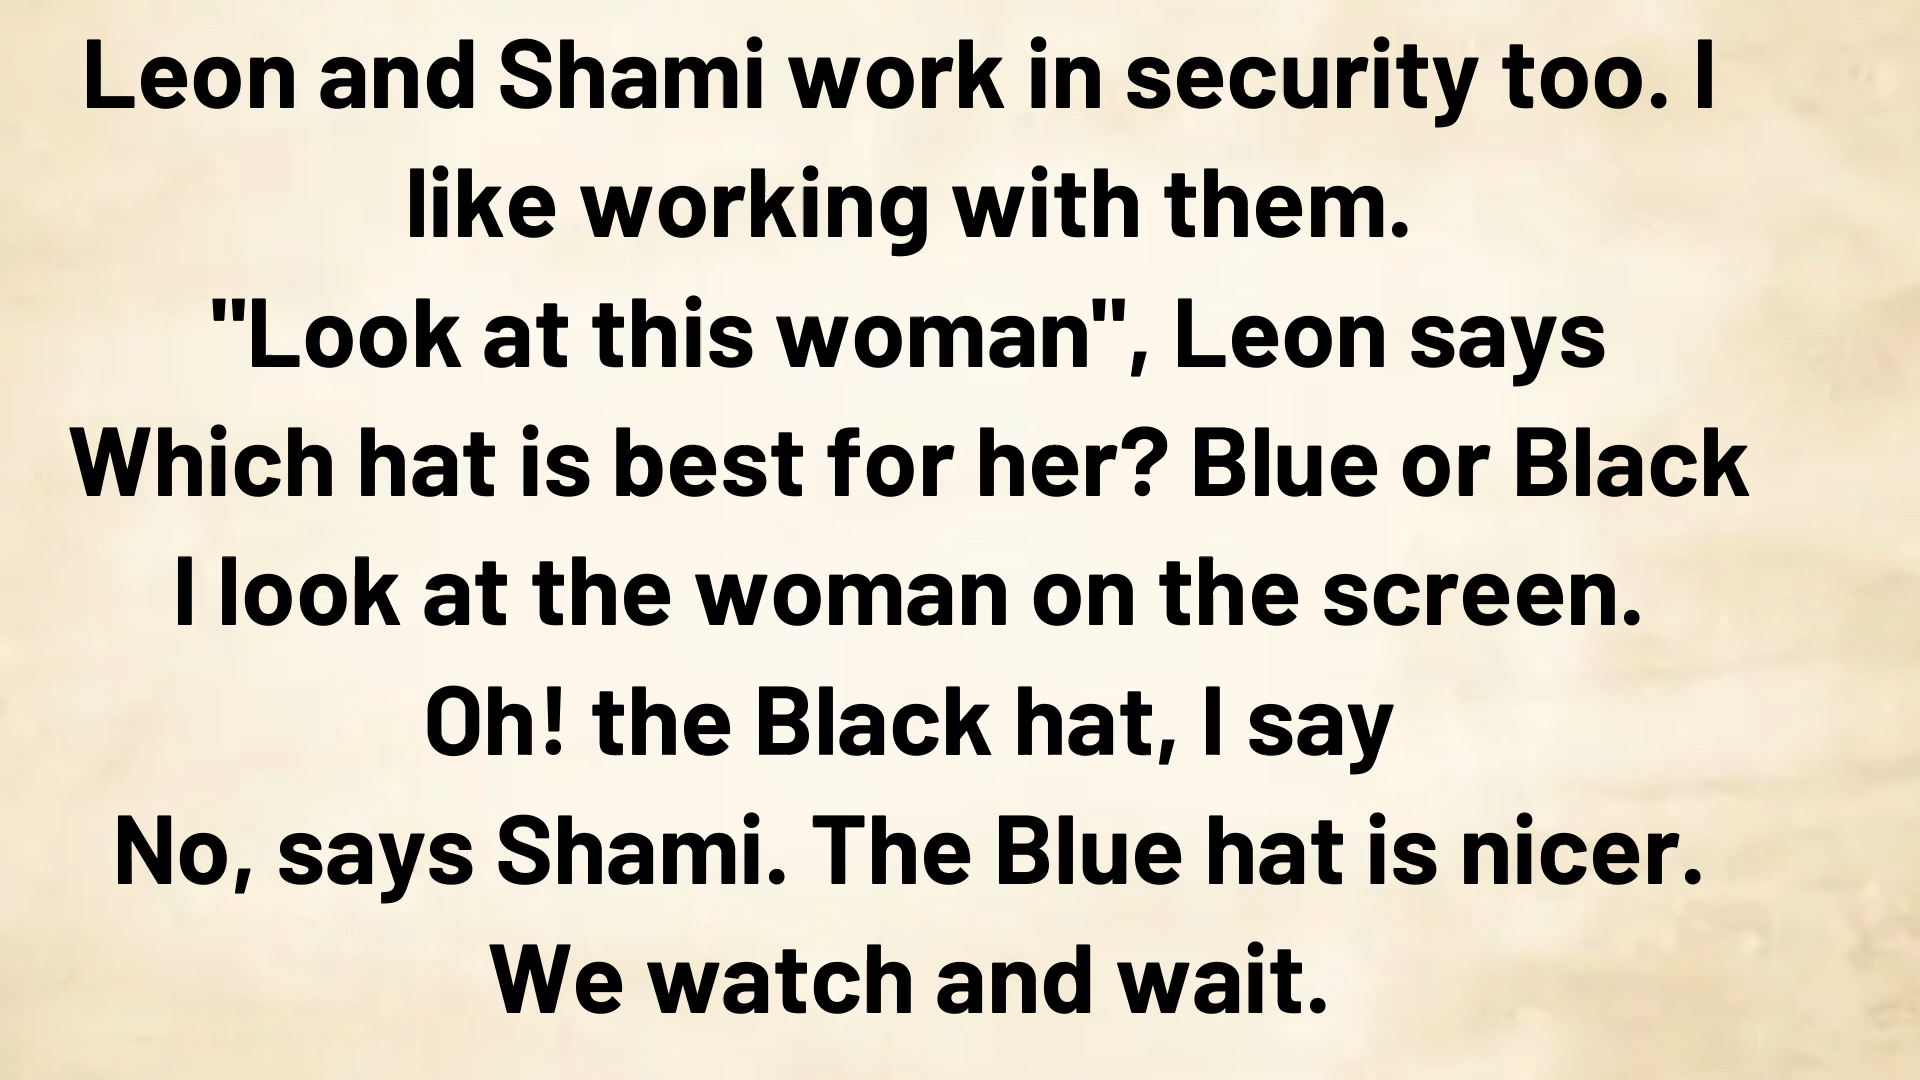 Leon and Shami work in security too. I
like working with them.
"Look at this woman", Leon says
Which hat is best for her? Blue or Black
I look at the woman on the screen.
Oh! the Black hat, I say
No, says Shami. The Blue hat is nicer.
We watch and wait.